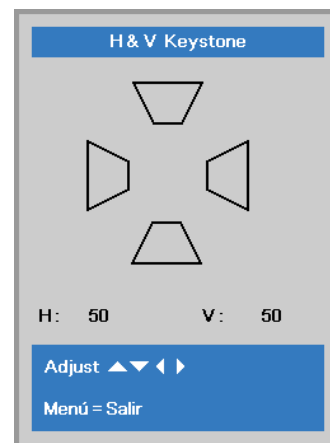 H & V Keystone
H: 50 V: 50
Adjust ▲▼◀▶
Menú = Salir